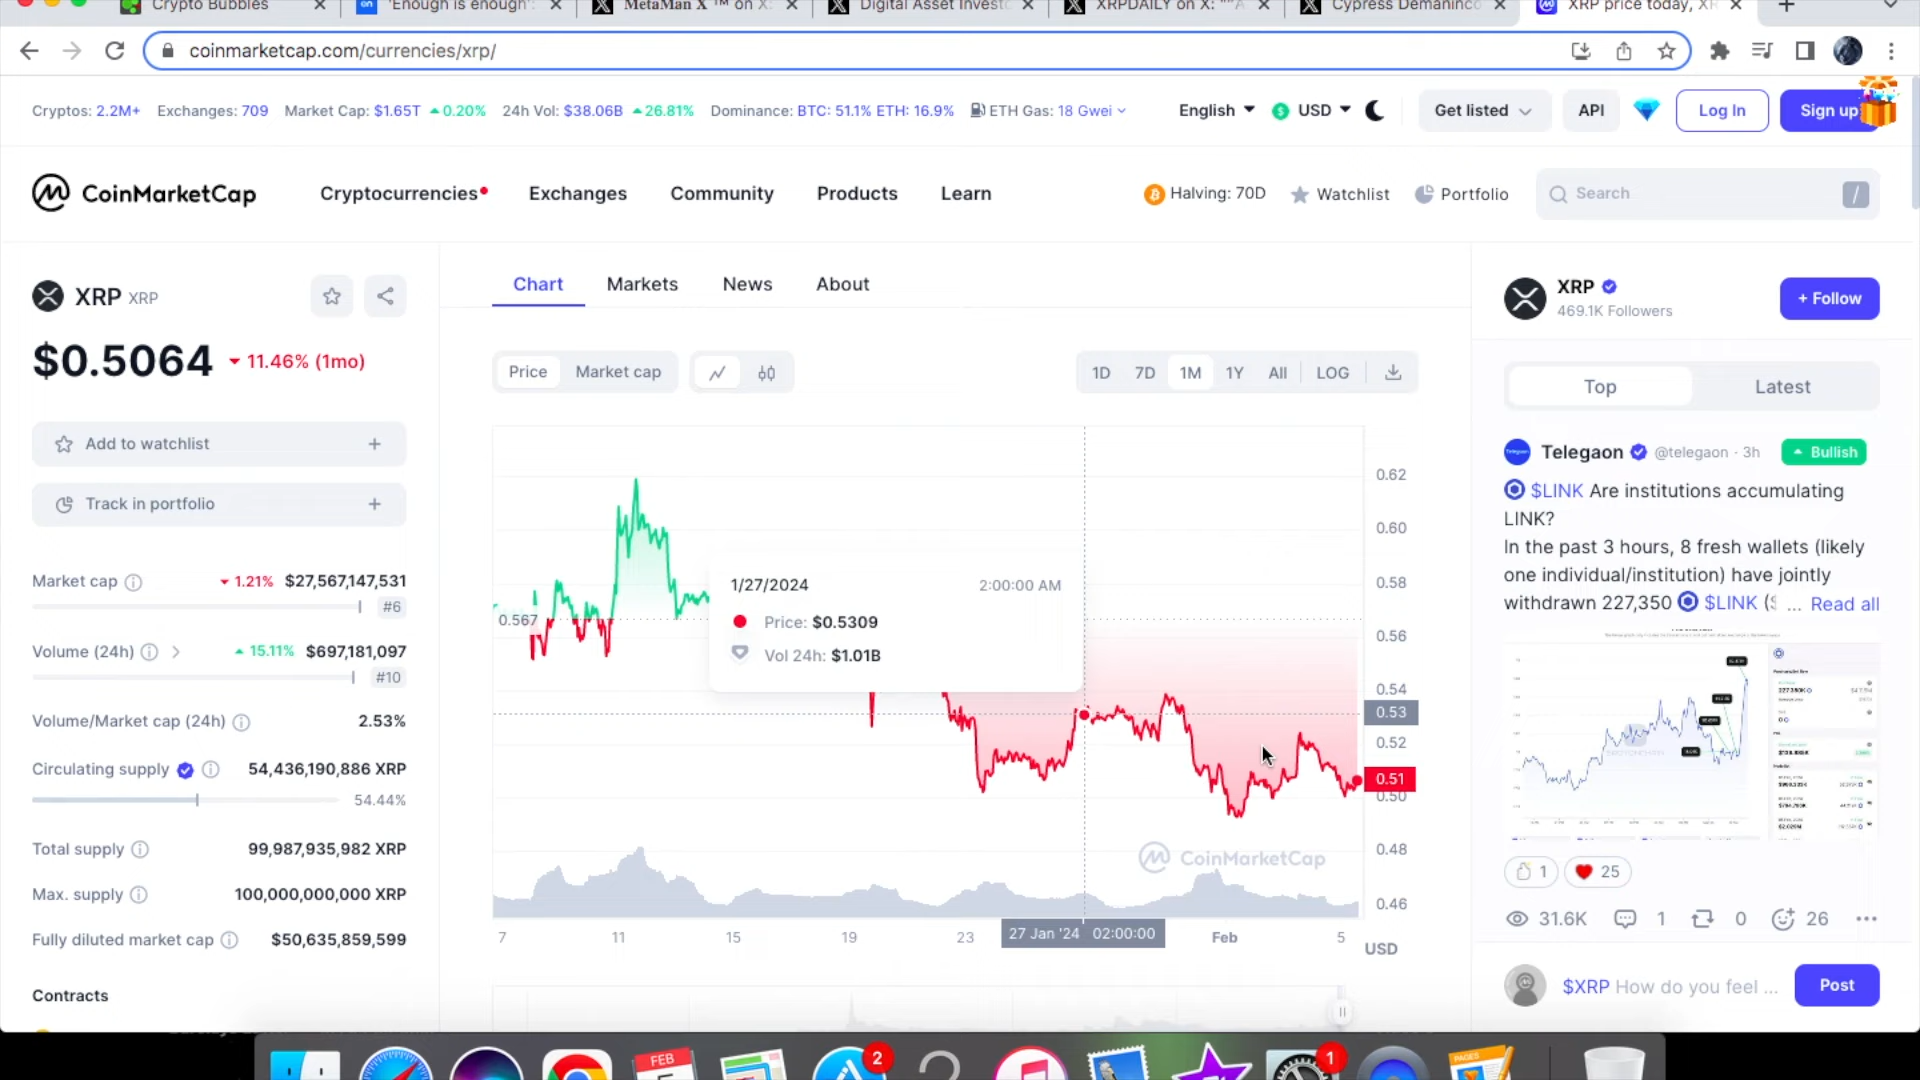 Crypto Bubbles
'Enough is enough':
MetaMan X ™ on X:
Digital Asset Investo
XRPDAILY on X: ""A
Cypress Demaninco
XRP price today, XR
coinmarketcap.com/currencies/xrp/
Cryptos: 2.2M+ Exchanges: 709 Market Cap: $1.65T 0.20% 24h Vol: $38.06B 26.81% Dominance: BTC: 51.1% ETH: 16.9% ETH Gas: 18 Gwei
English USD Get listed API Log In Sign up
CoinMarketCap
Cryptocurrencies Exchanges Community Products Learn
Halving: 70D Watchlist Portfolio Search /
XRP XRP
$0.5064 11.46% (1mo)
Add to watchlist +
Track in portfolio +
Market cap 1.21% $27,567,147,531
#6
Volume (24h) 15.11% $697,181,097
#10
Volume/Market cap (24h) 2.53%
Circulating supply 54,436,190,886 XRP
54.44%
Total supply 99,987,935,982 XRP
Max. supply 100,000,000,000 XRP
Fully diluted market cap $50,635,859,599
Contracts
Chart Markets News About
Price Market cap
1D 7D 1M 1Y All LOG
0.567
1/27/2024 2:00:00 AM
Price: $0.5309
Vol 24h: $1.01B
0.62
0.60
0.58
0.56
0.54
0.53
0.52
0.51
0.50
0.48
0.46
CoinMarketCap
7 11 15 19 23 27 Jan '24 02:00:00 Feb 5
USD
XRP
469.1K Followers
+ Follow
Top Latest
Telegaon @telegaon · 3h Bullish
$LINK Are institutions accumulating
LINK?
In the past 3 hours, 8 fresh wallets (likely
one individual/institution) have jointly
withdrawn 227,350 $LINK ($ ... Read all
1 25
31.6K 1 0 26
$XRP How do you feel ...
Post
FEB
2
1
PAGES